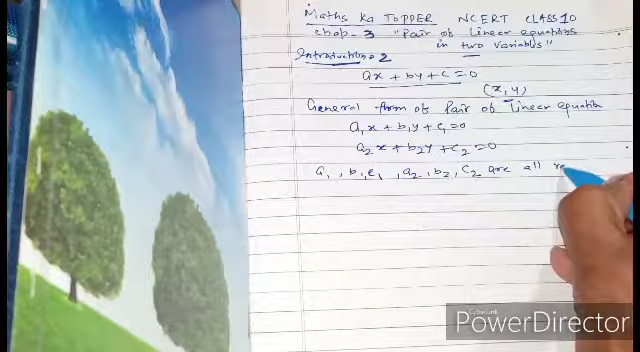 Maths Ka TOPPER NCERT CLASS 10
chap-3 "Pair of Linear equations
in two variables"
Introduction 2
ax + by + c = 0
(x, y)
General form of Pair of linear equation
a₁x + b₁y + c₁ = 0
a₂x + b₂y + c₂ = 0
a₁, b₁, c₁, a₂, b₂, c₂ are all re
CyberLink
PowerDirector